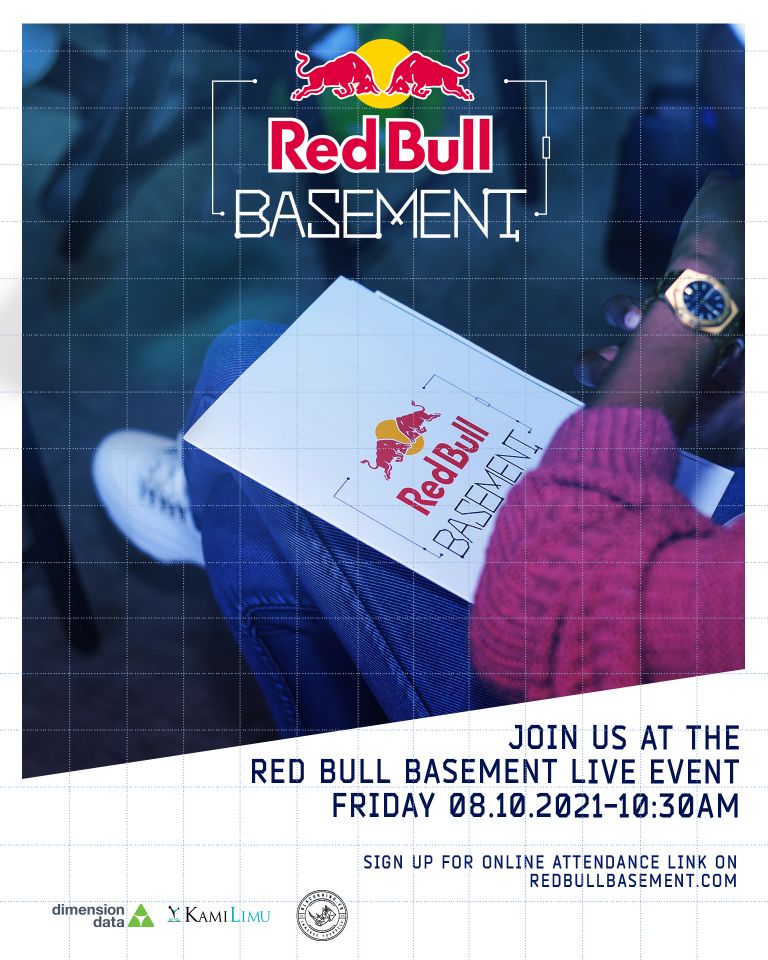 Red Bull
BASEMENT
Red Bull
BASEMENT
JOIN US AT THE
RED BULL BASEMENT LIVE EVENT
FRIDAY 08.10.2021-10:30AM
SIGN UP FOR ONLINE ATTENDANCE LINK ON
REDBULLBASEMENT.COM
dimension
data
KAMILIMU